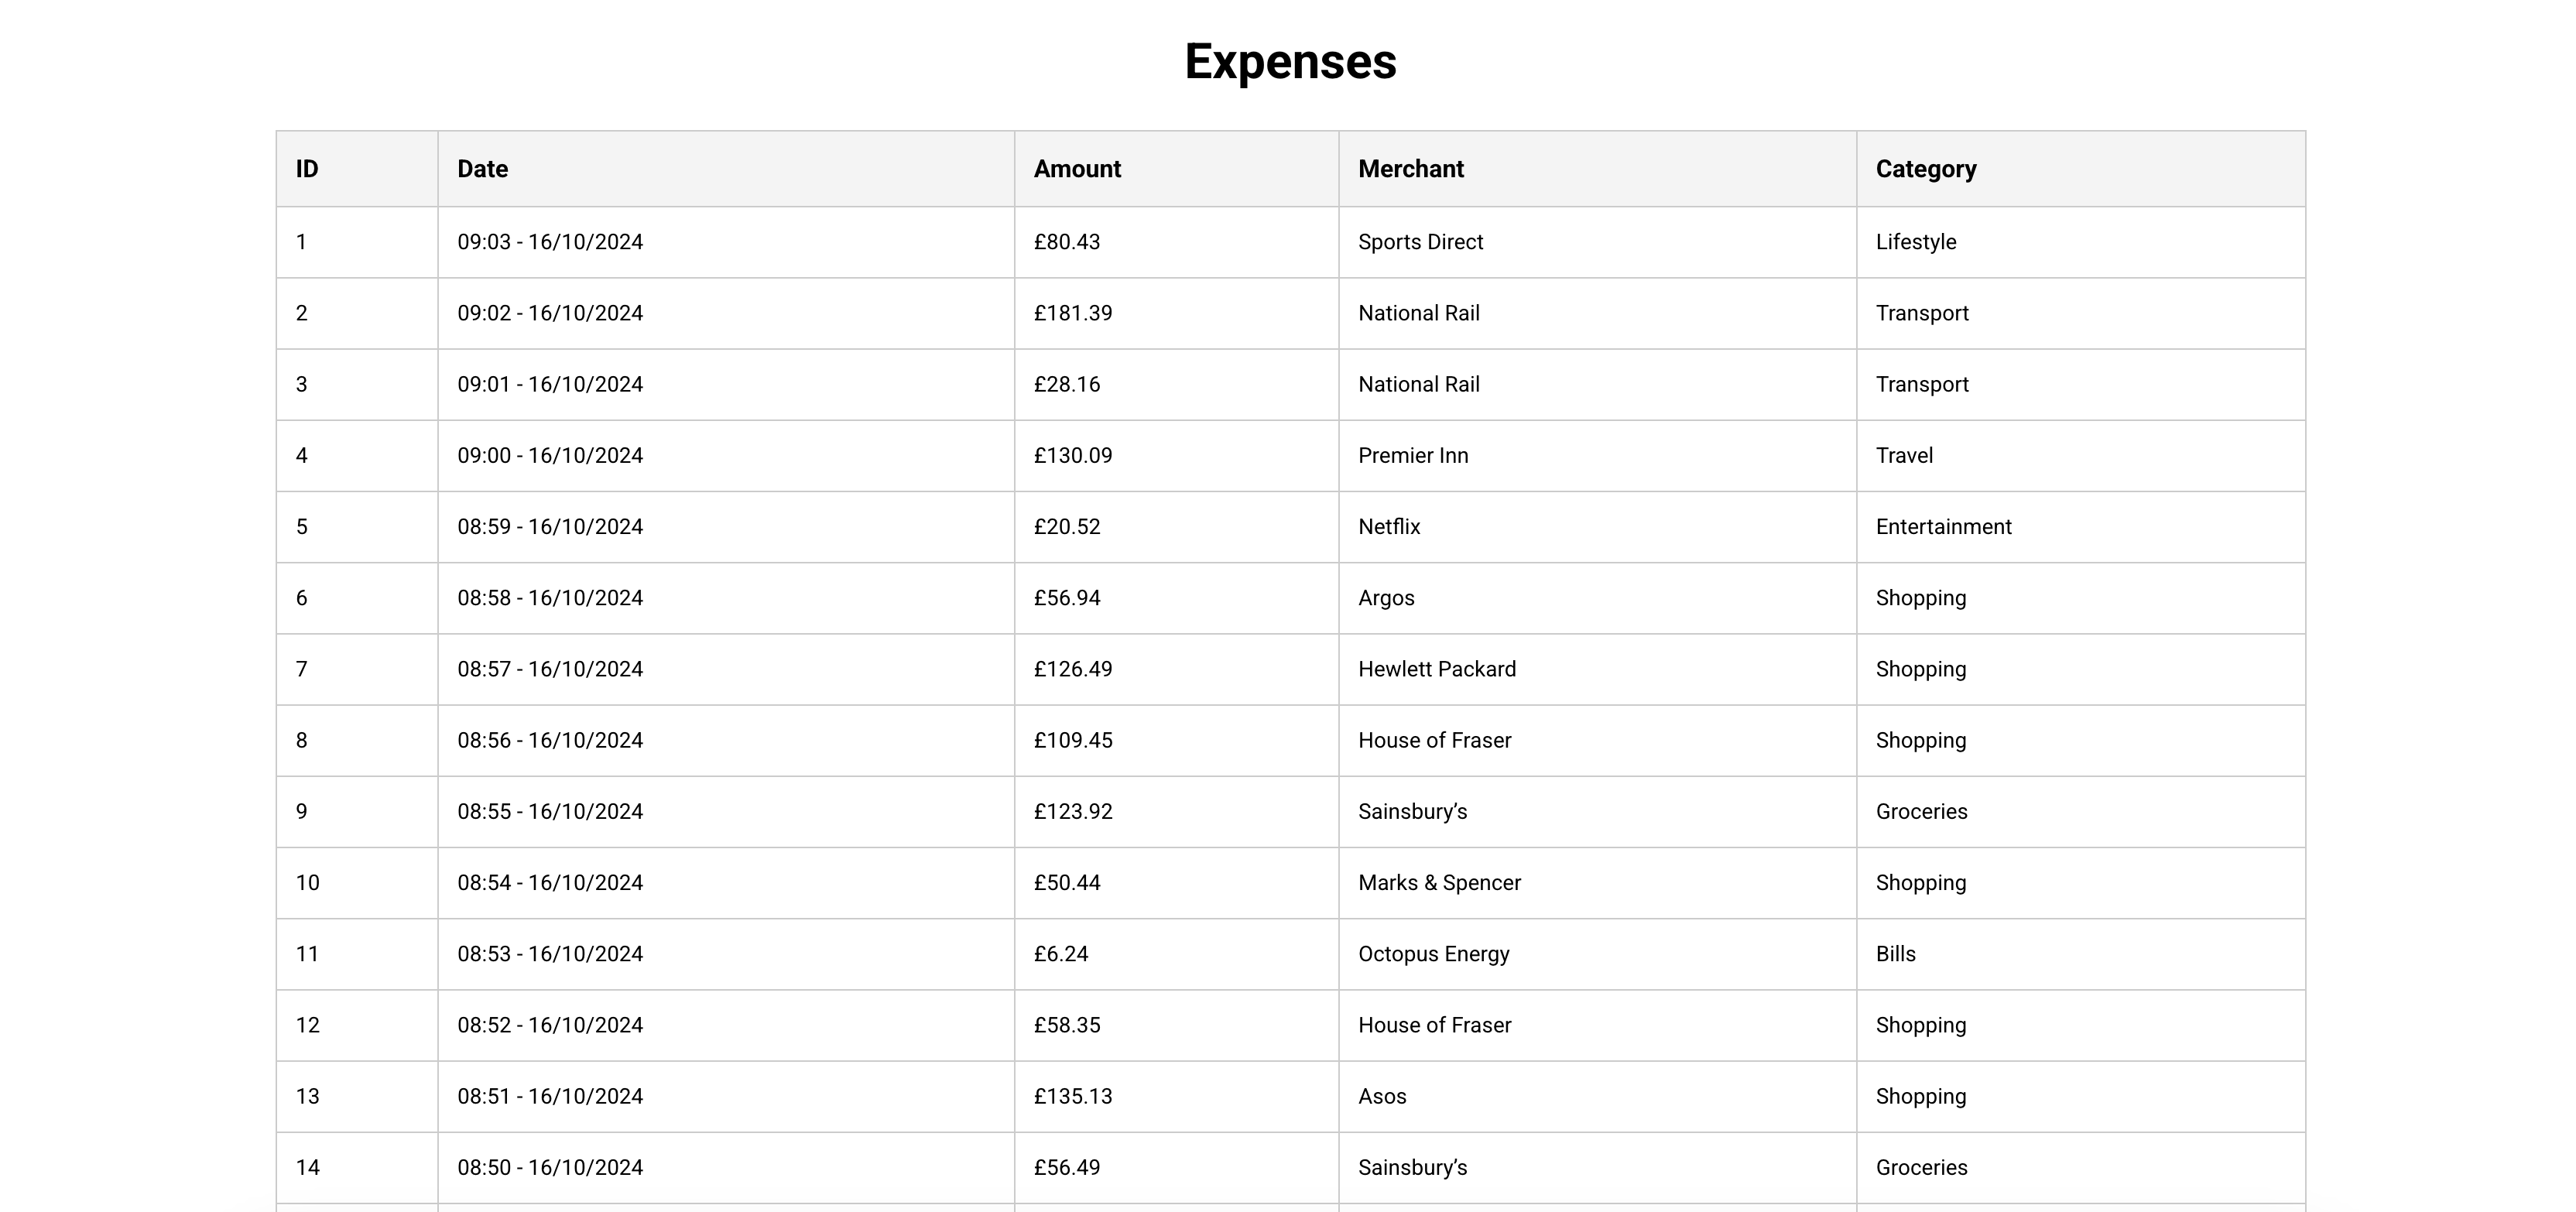 Expenses
ID Date Amount Merchant Category
1 09:03 - 16/10/2024 £80.43 Sports Direct Lifestyle
2 09:02 - 16/10/2024 £181.39 National Rail Transport
3 09:01 - 16/10/2024 £28.16 National Rail Transport
4 09:00 - 16/10/2024 £130.09 Premier Inn Travel
5 08:59 - 16/10/2024 £20.52 Netflix Entertainment
6 08:58 - 16/10/2024 £56.94 Argos Shopping
7 08:57 - 16/10/2024 £126.49 Hewlett Packard Shopping
8 08:56 - 16/10/2024 £109.45 House of Fraser Shopping
9 08:55 - 16/10/2024 £123.92 Sainsbury’s Groceries
10 08:54 - 16/10/2024 £50.44 Marks & Spencer Shopping
11 08:53 - 16/10/2024 £6.24 Octopus Energy Bills
12 08:52 - 16/10/2024 £58.35 House of Fraser Shopping
13 08:51 - 16/10/2024 £135.13 Asos Shopping
14 08:50 - 16/10/2024 £56.49 Sainsbury’s Groceries